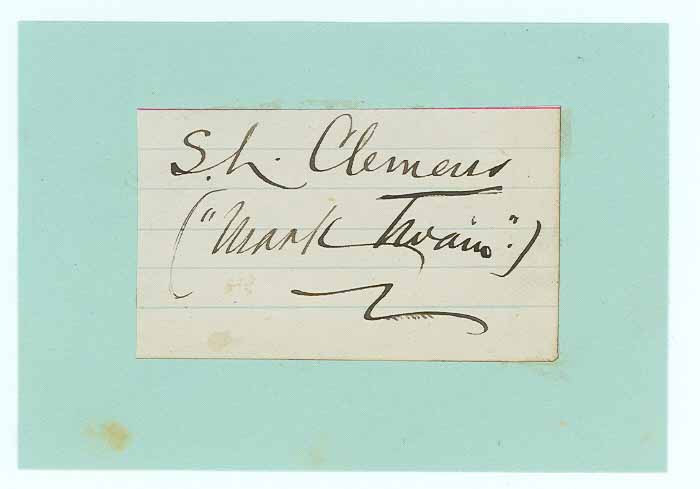 S. L. Clemens
("Mark Twain".)